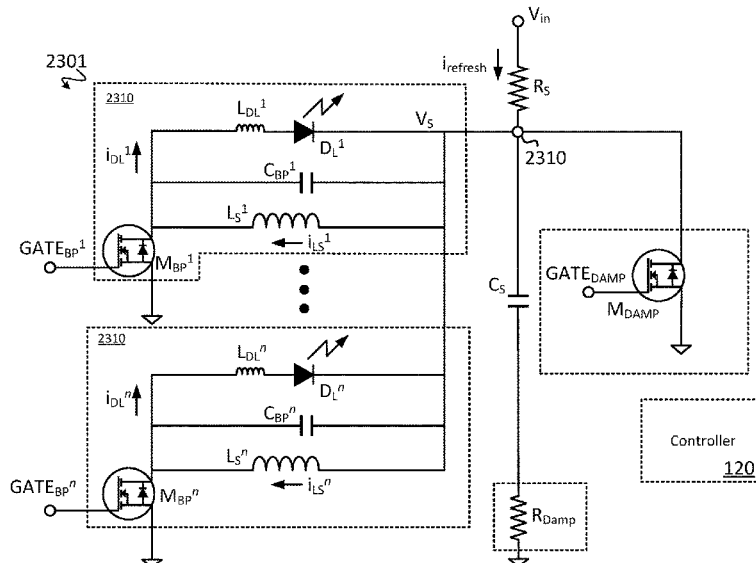 V_in
2301
i_refresh
R_S
2310
L_DL^1
V_S
D_L^1
2310
i_DL^1
C_BP^1
L_S^1
i_LS^1
GATE_BP^1
M_BP^1
GATE_DAMP
M_DAMP
C_S
2310
L_DL^n
D_L^n
i_DL^n
C_BP^n
L_S^n
i_LS^n
GATE_BP^n
M_BP^n
Controller
120
R_Damp